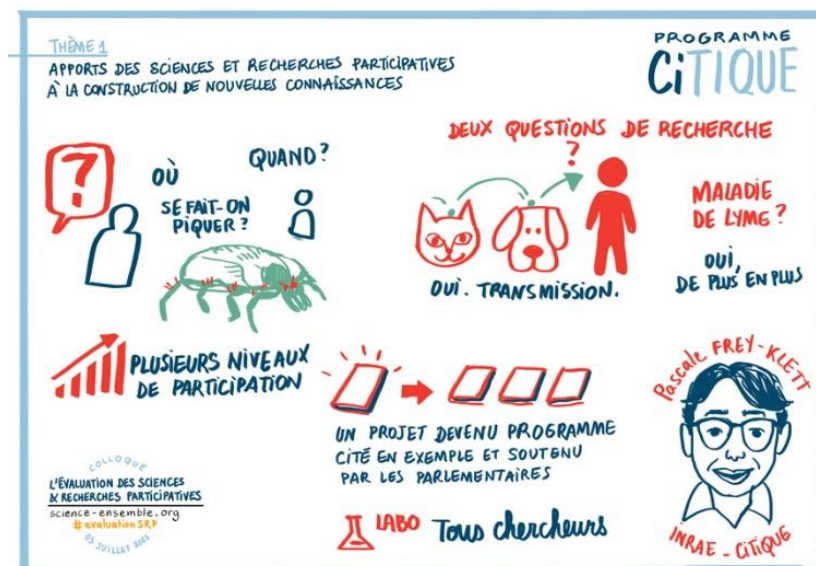 THÈME 1
APPORTS DES SCIENCES ET RECHERCHES PARTICIPATIVES
À LA CONSTRUCTION DE NOUVELLES CONNAISSANCES
PROGRAMME
CiTIQUE
?
OÙ
QUAND?
SE FAIT-ON
PIQUER?
DEUX QUESTIONS DE RECHERCHE
?
OUI. TRANSMISSION.
MALADIE
DE LYME?
OUI,
DE PLUS EN PLUS
PLUSIEURS NIVEAUX
DE PARTICIPATION
UN PROJET DEVENU PROGRAMME
CITÉ EN EXEMPLE ET SOUTENU
PAR LES PARLEMENTAIRES
LABO Tous chercheurs
Pascale FREY-KLETT
INRAE - CiTIQUE
COLLOQUE
L'ÉVALUATION DES SCIENCES
& RECHERCHES PARTICIPATIVES
science-ensemble.org
#evaluationSRP
05 JUILLET